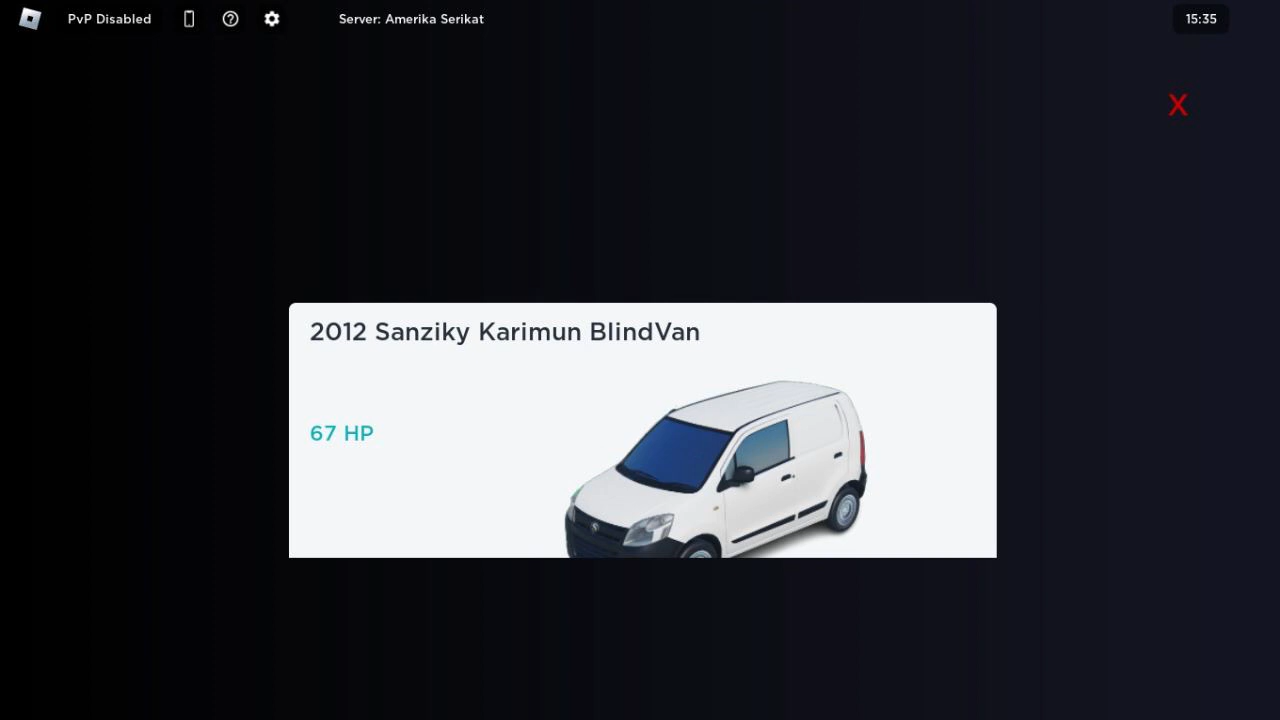 PvP Disabled
Server: Amerika Serikat
15:35
X
2012 Sanziky Karimun BlindVan
67 HP